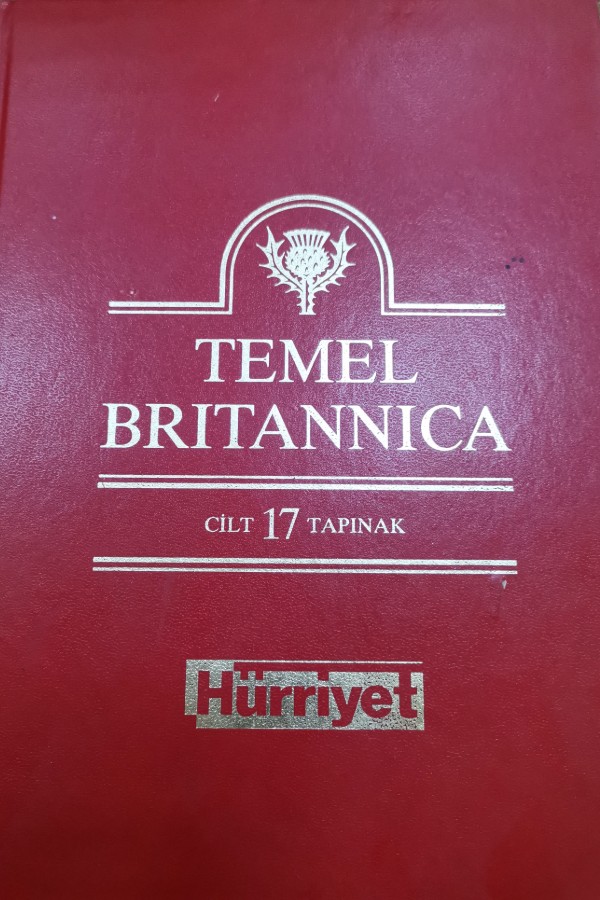 TEMEL
BRITANNICA
CİLT 17 TAPINAK
Hürriyet